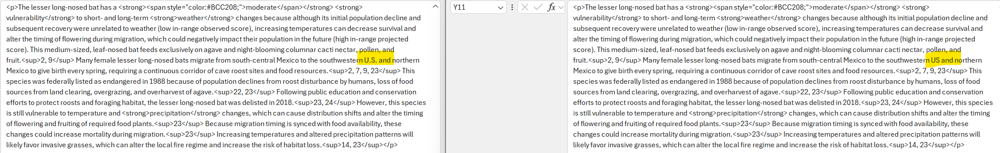 <p>The lesser long-nosed bat has a <strong><span style="color:#BCC208;">moderate</span></strong> <strong>
vulnerability</strong> to short- and long-term <strong>weather</strong> changes because although its initial population decline and
subsequent recovery were unrelated to weather (low in-range observed score), increasing temperatures can decrease survival and
alter the timing of flowering during migration, which could negatively impact their population in the future (high in-range projected
score). This medium-sized, leaf-nosed bat feeds exclusively on agave and night-blooming columnar cacti nectar, pollen, and
fruit.<sup>2, 9</sup> Many female lesser long-nosed bats migrate from south-central Mexico to the southwestern U.S. and northern
Mexico to give birth every spring, requiring a continuous corridor of cave roost sites and food resources.<sup>2, 7, 9, 23</sup> This
species was federally listed as endangered in 1988 because of population declines from roost disturbance by humans, loss of food
sources from land clearing, overgrazing, and overharvest of agave.<sup>22, 23</sup> Following public education and conservation
efforts to protect roosts and foraging habitat, the lesser long-nosed bat was delisted in 2018.<sup>23, 24</sup> However, this species
is still vulnerable to temperature and <strong>precipitation</strong> changes, which can cause distribution shifts and alter the timing
of flowering and fruiting of required food plants.<sup>23</sup> Because migration timing is synced with food availability, these
changes could increase mortality during migration.<sup>23</sup> Increasing temperatures and altered precipitation patterns will
likely favor invasive grasses, which can alter the local fire regime and increase the risk of habitat loss.<sup>14, 23</sup></p>
Y11
fx
<p>The lesser long-nosed bat has a <strong><span style="color:#BCC208;">moderate</span></strong> <strong>
vulnerability</strong> to short- and long-term <strong>weather</strong> changes because although its initial population decline and
subsequent recovery were unrelated to weather (low in-range observed score), increasing temperatures can decrease survival and
alter the timing of flowering during migration, which could negatively impact their population in the future (high in-range projected
score). This medium-sized, leaf-nosed bat feeds exclusively on agave and night-blooming columnar cacti nectar, pollen, and
fruit.<sup>2, 9</sup> Many female lesser long-nosed bats migrate from south-central Mexico to the southwestern US and northern
Mexico to give birth every spring, requiring a continuous corridor of cave roost sites and food resources.<sup>2, 7, 9, 23</sup> This
species was federally listed as endangered in 1988 because of population declines from roost disturbance by humans, loss of food
sources from land clearing, overgrazing, and overharvest of agave.<sup>22, 23</sup> Following public education and conservation
efforts to protect roosts and foraging habitat, the lesser long-nosed bat was delisted in 2018.<sup>23, 24</sup> However, this species
is still vulnerable to temperature and <strong>precipitation</strong> changes, which can cause distribution shifts and alter the timing
of flowering and fruiting of required food plants.<sup>23</sup> Because migration timing is synced with food availability, these
changes could increase mortality during migration.<sup>23</sup> Increasing temperatures and altered precipitation patterns will
likely favor invasive grasses, which can alter the local fire regime and increase the risk of habitat loss.<sup>14, 23</sup></p>